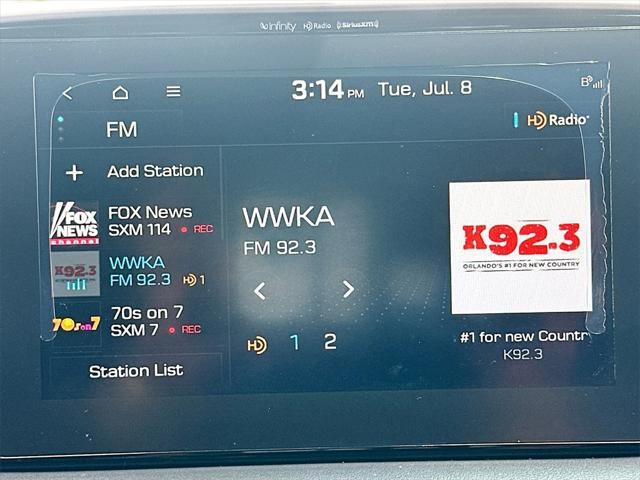 infinity HD Radio ((SiriusXM))
3:14 PM Tue, Jul. 8
B
FM
HD Radio
+ Add Station
FOX NEWS channel
FOX News
SXM 114 • REC
K92.3
WWKA
FM 92.3 HD 1
70s on 7
70s on 7
SXM 7 • REC
Station List
WWKA
FM 92.3
< >
HD 1 2
K92.3
ORLANDO'S #1 FOR NEW COUNTRY
#1 for new Countr
K92.3